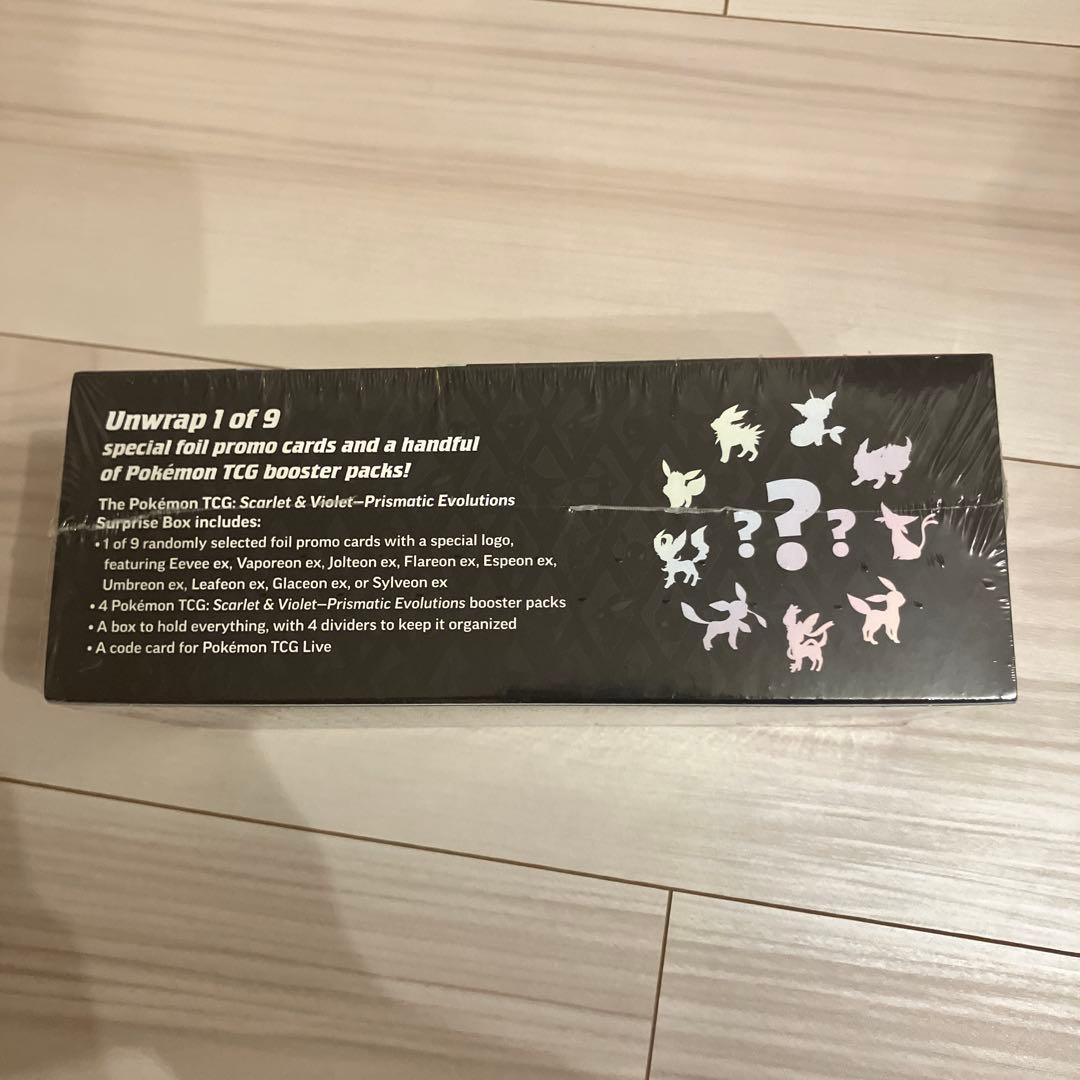 Unwrap 1 of 9
special foil promo cards and a handful
of Pokémon TCG booster packs!
The Pokémon TCG: Scarlet & Violet—Prismatic Evolutions
Surprise Box includes:
• 1 of 9 randomly selected foil promo cards with a special logo,
featuring Eevee ex, Vaporeon ex, Jolteon ex, Flareon ex, Espeon ex,
Umbreon ex, Leafeon ex, Glaceon ex, or Sylveon ex
• 4 Pokémon TCG: Scarlet & Violet—Prismatic Evolutions booster packs
• A box to hold everything, with 4 dividers to keep it organized
• A code card for Pokémon TCG Live
? ? ?